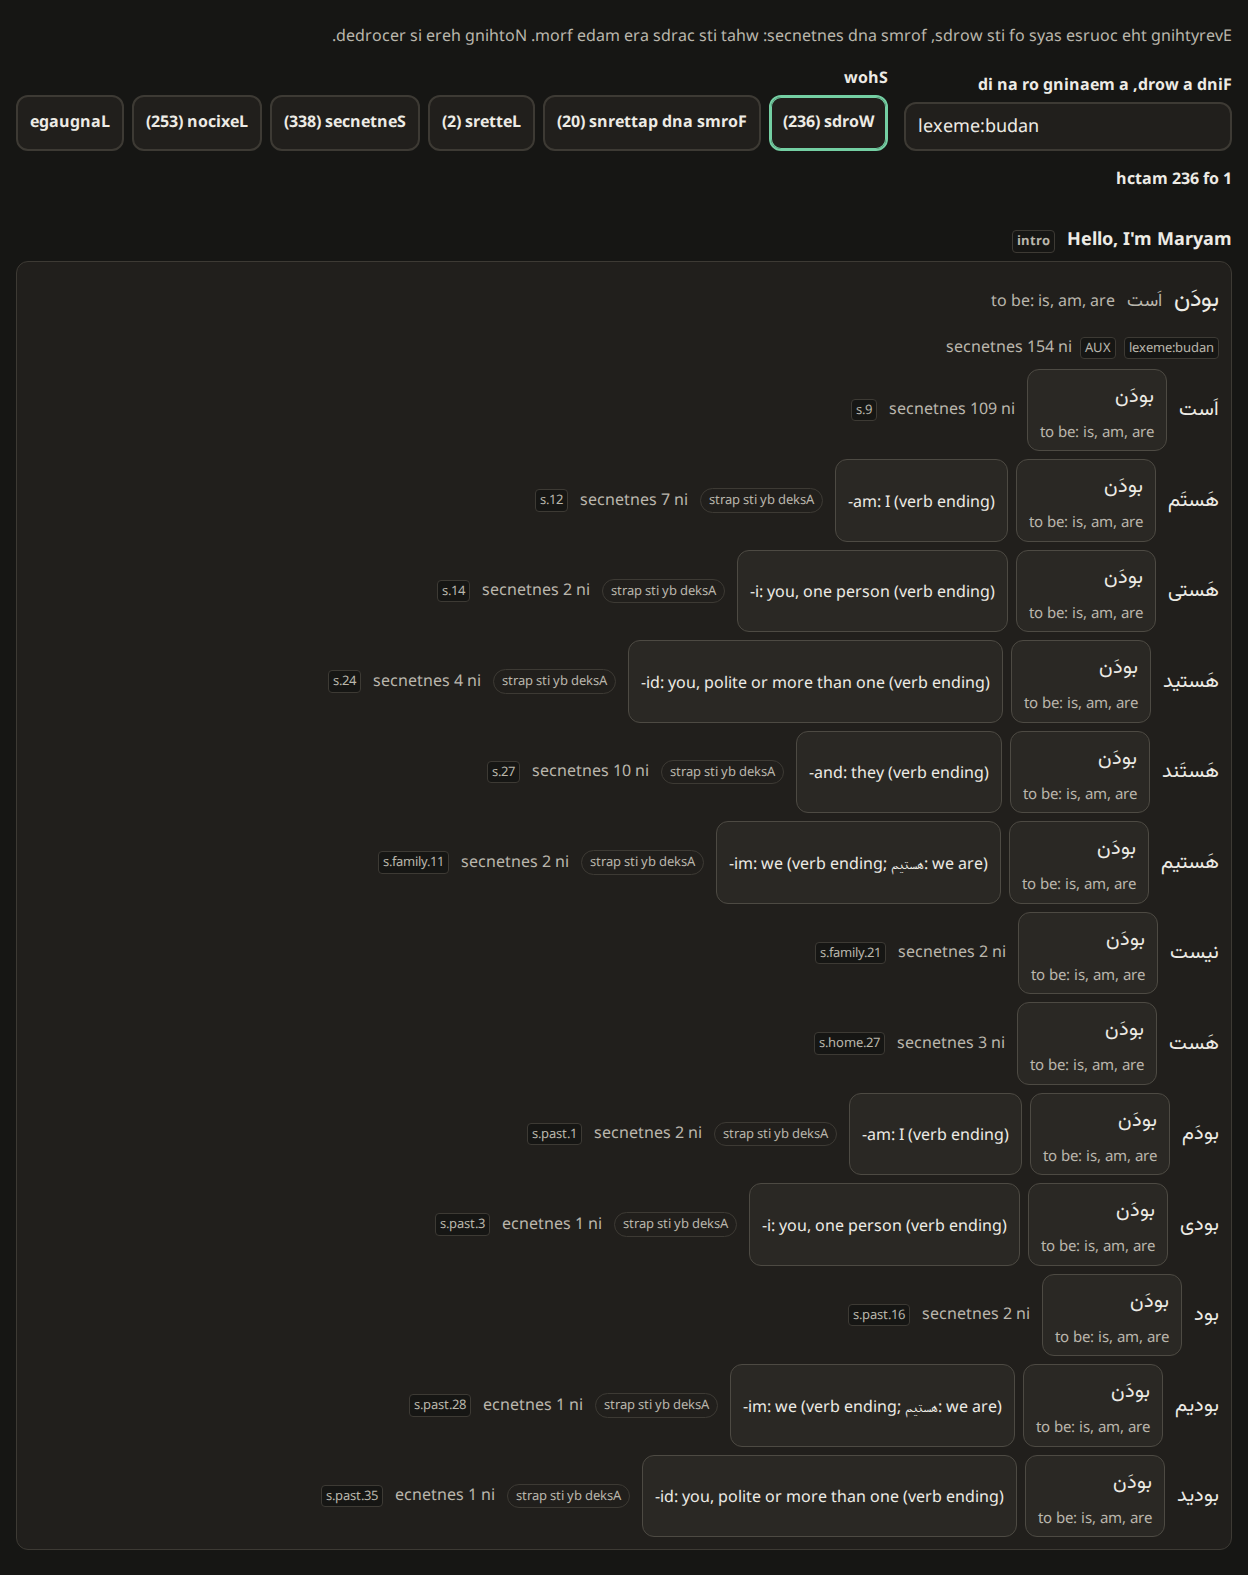 .dedrocer si ereh gnihtoN .mrof edam era sdrac sti tahw :secnetnes dna smrof ,sdrow sti fo syas esruoc eht gnihtyrevE
di na ro gninaem a ,drow a dniF
lexeme:budan
wohS
(236) sdroW
(20) snrettap dna smroF
(2) sretteL
(338) secnetneS
(253) nocixeL
egaugnaL
hctam 236 fo 1
Hello, I'm Maryam intro
بودَن اَست to be: is, am, are
lexeme:budan AUX secnetnes 154 ni
اَست بودَن to be: is, am, are secnetnes 109 ni s.9
هَستَم بودَن to be: is, am, are -am: I (verb ending) strap sti yb deksA secnetnes 7 ni s.12
هَستی بودَن to be: is, am, are -i: you, one person (verb ending) strap sti yb deksA secnetnes 2 ni s.14
هَستید بودَن to be: is, am, are -id: you, polite or more than one (verb ending) strap sti yb deksA secnetnes 4 ni s.24
هَستَند بودَن to be: is, am, are -and: they (verb ending) strap sti yb deksA secnetnes 10 ni s.27
هَستیم بودَن to be: is, am, are -im: we (verb ending; هستیم: we are) strap sti yb deksA secnetnes 2 ni s.family.11
نیست بودَن to be: is, am, are secnetnes 2 ni s.family.21
هَست بودَن to be: is, am, are secnetnes 3 ni s.home.27
بودَم بودَن to be: is, am, are -am: I (verb ending) strap sti yb deksA secnetnes 2 ni s.past.1
بودی بودَن to be: is, am, are -i: you, one person (verb ending) strap sti yb deksA ecnetnes 1 ni s.past.3
بود بودَن to be: is, am, are secnetnes 2 ni s.past.16
بودیم بودَن to be: is, am, are -im: we (verb ending; هستیم: we are) strap sti yb deksA ecnetnes 1 ni s.past.28
بودید بودَن to be: is, am, are -id: you, polite or more than one (verb ending) strap sti yb deksA ecnetnes 1 ni s.past.35